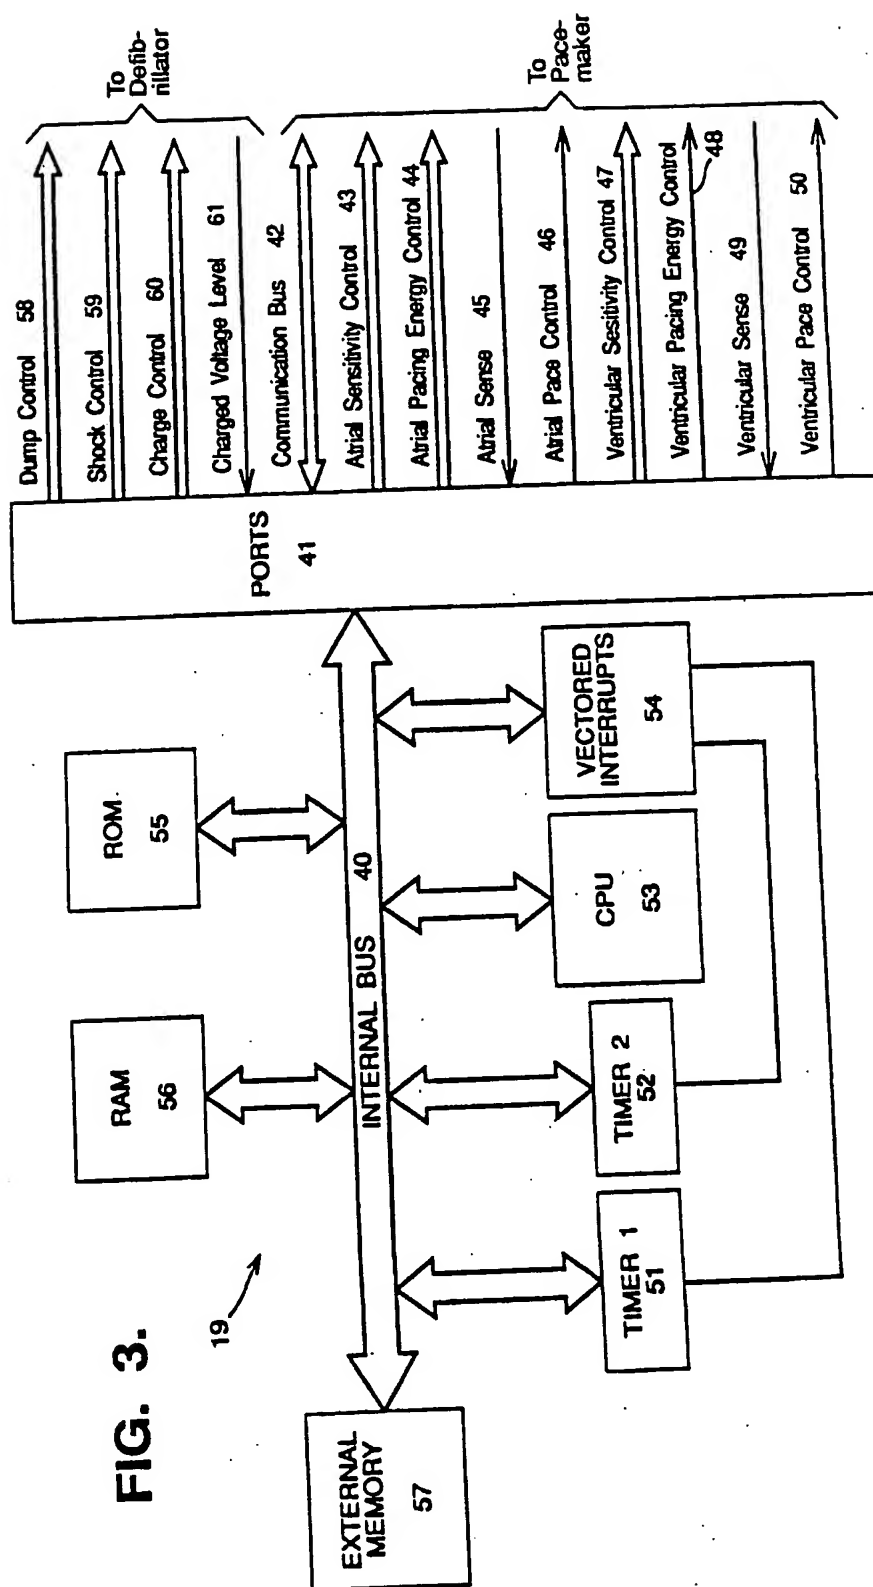 FIG. 3.
19
EXTERNAL
MEMORY
57
RAM
56
ROM
55
INTERNAL BUS 40
TIMER 1
51
TIMER 2
52
CPU
53
VECTORED
INTERRUPTS
54
PORTS
41
Dump Control 58
Shock Control 59
Charge Control 60
Charged Voltage Level 61
Communication Bus 42
Atrial Sensitivity Control 43
Atrial Pacing Energy Control 44
Atrial Sense 45
Atrial Pace Control 46
Ventricular Sesitivity Control 47
Ventricular Pacing Energy Control
48
Ventricular Sense 49
Ventricular Pace Control 50
To
Defib-
rillator
To
Pace-
maker